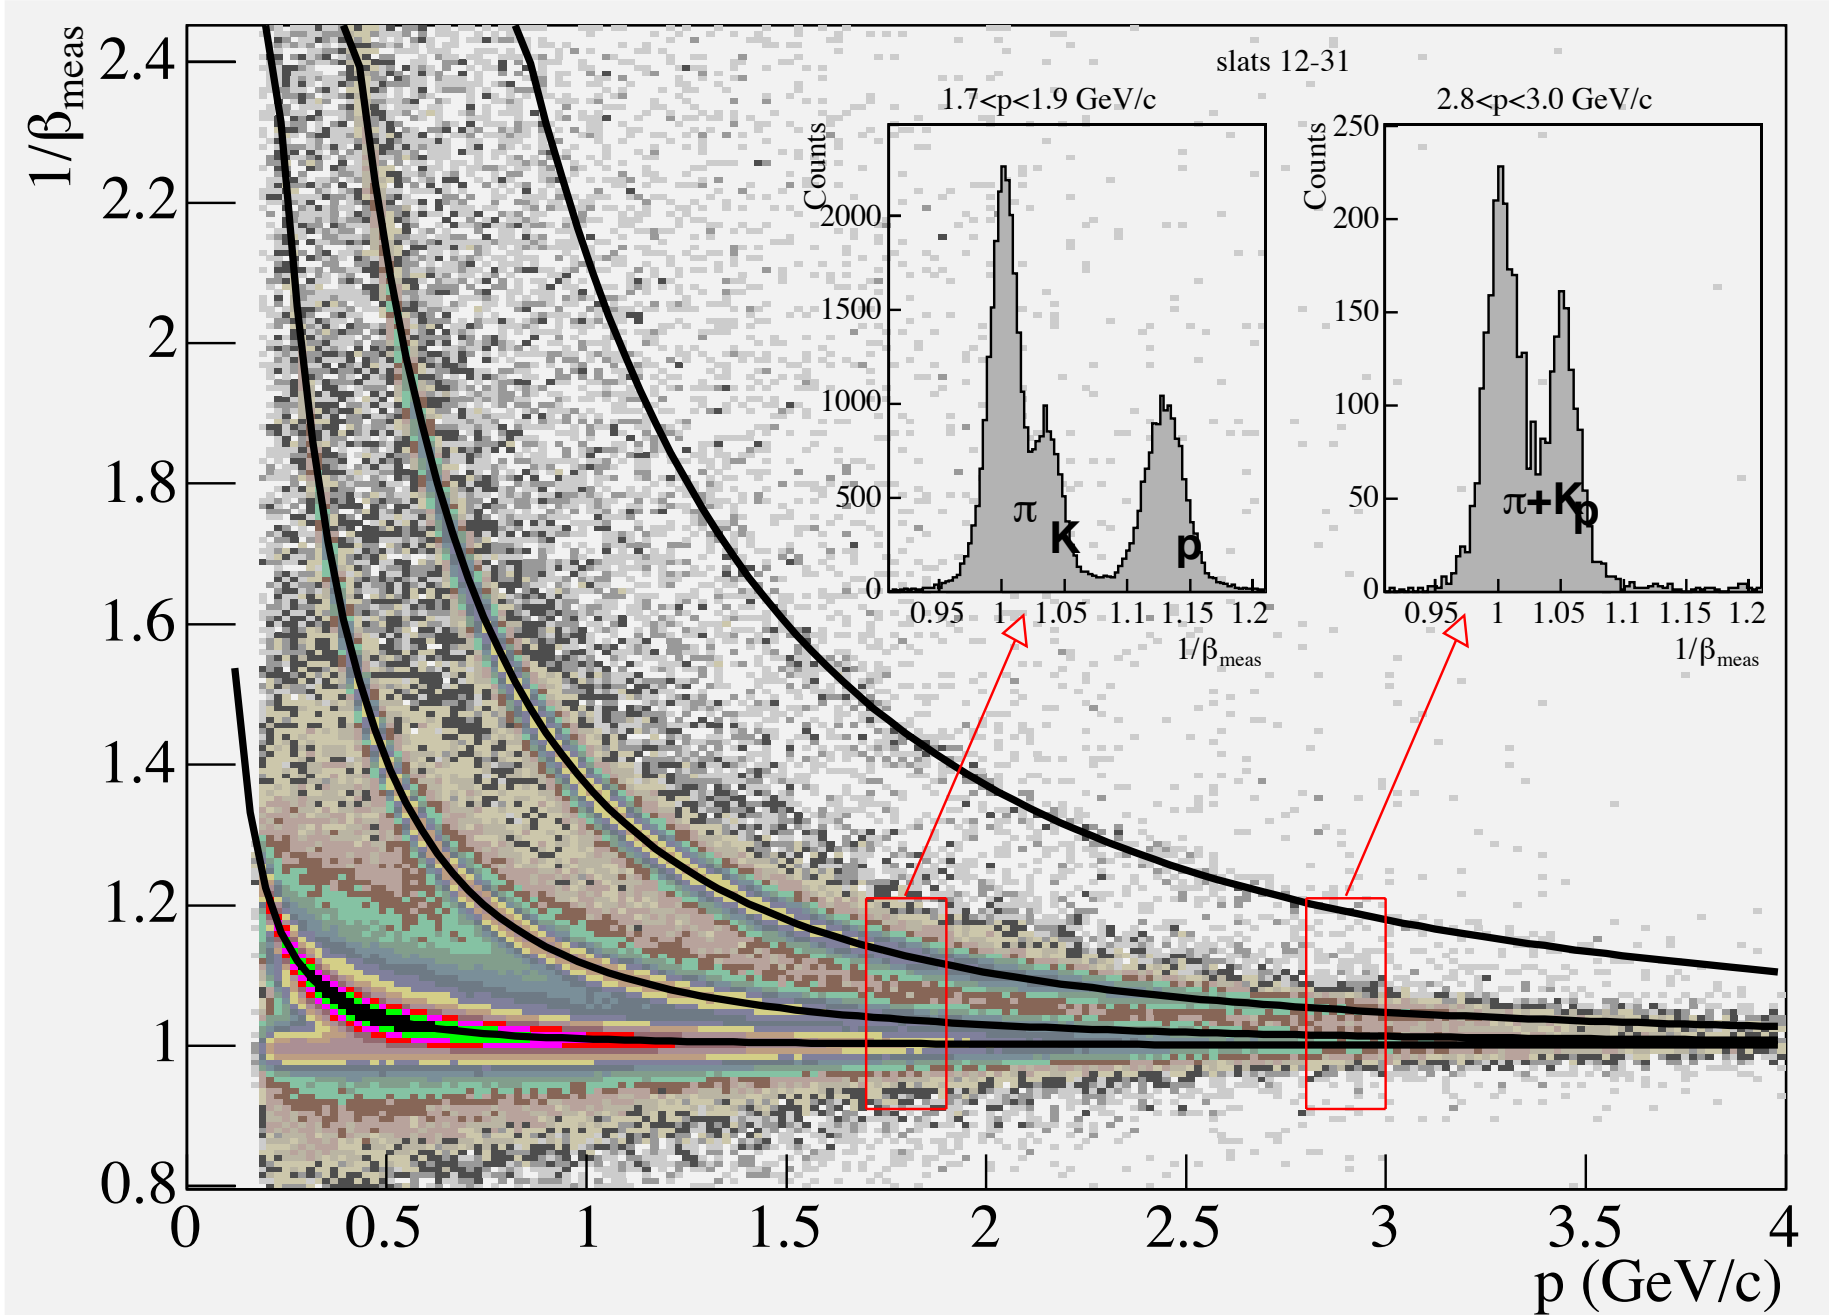 1/βmeas
2.4
2.2
2
1.8
1.6
1.4
1.2
1
0.8
0
0.5
1
1.5
2
2.5
3
3.5
4
p (GeV/c)
slats 12-31
1.7<p<1.9 GeV/c
Counts
2000
1500
1000
500
0
π
K
p
0.95
1
1.05
1.1
1.15
1.2
1/βmeas
2.8<p<3.0 GeV/c
Counts
250
200
150
100
50
0
π+K
p
0.95
1
1.05
1.1
1.15
1.2
1/βmeas